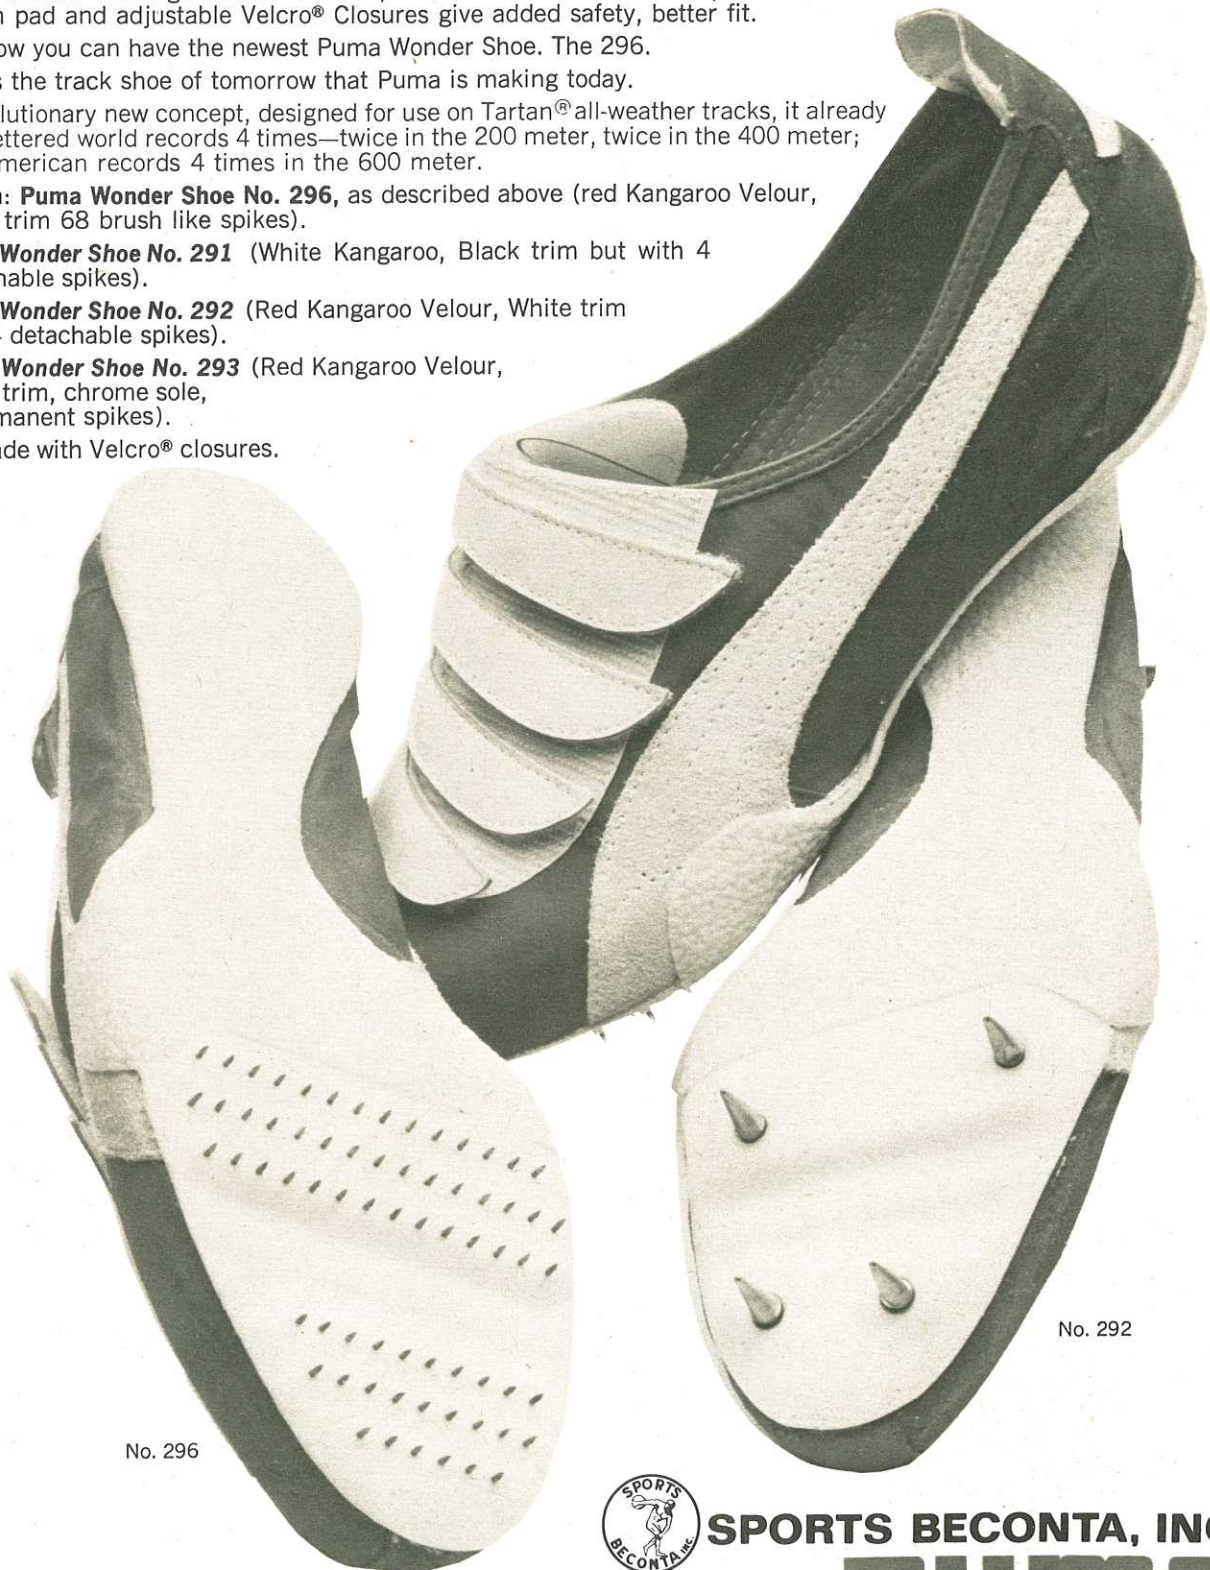 pad and adjustable Velcro® Closures give added safety, better fit.
ow you can have the newest Puma Wonder Shoe. The 296.
s the track shoe of tomorrow that Puma is making today.
lutionary new concept, designed for use on Tartan® all-weather tracks, it already
ettered world records 4 times—twice in the 200 meter, twice in the 400 meter;
merican records 4 times in the 600 meter.
: Puma Wonder Shoe No. 296, as described above (red Kangaroo Velour,
trim 68 brush like spikes).
Wonder Shoe No. 291 (White Kangaroo, Black trim but with 4
hable spikes).
Wonder Shoe No. 292 (Red Kangaroo Velour, White trim
detachable spikes).
Wonder Shoe No. 293 (Red Kangaroo Velour,
trim, chrome sole,
manent spikes).
de with Velcro® closures.
No. 296
No. 292
SPORTS
BECONTA INC.
SPORTS BECONTA, INC